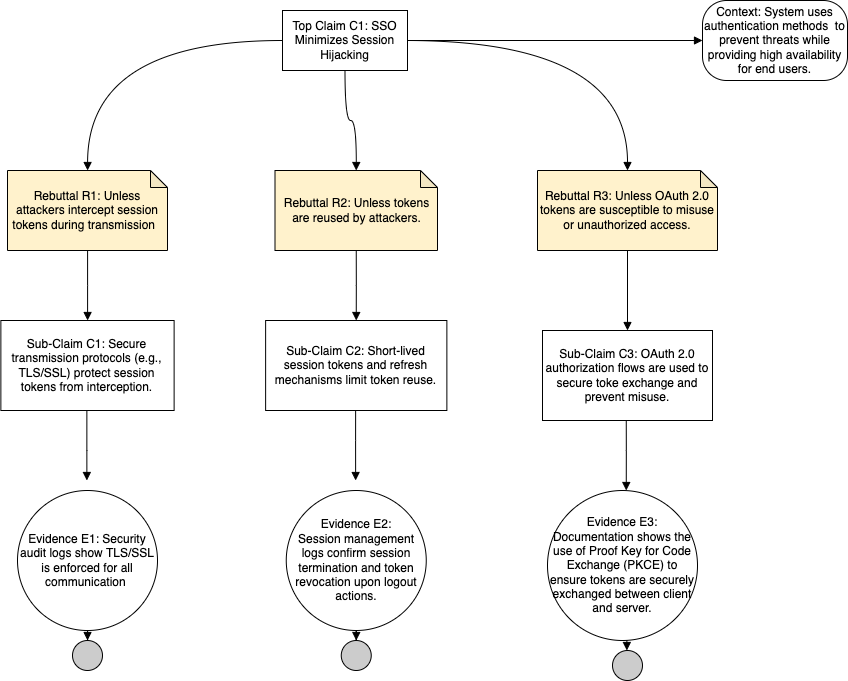 Top Claim C1: SSO
Minimizes Session
Hijacking
Context: System uses
authentication methods to
prevent threats while
providing high availability
for end users.
Rebuttal R1: Unless
attackers intercept session
tokens during transmission
Rebuttal R2: Unless tokens
are reused by attackers.
Rebuttal R3: Unless OAuth 2.0
tokens are susceptible to misuse
or unauthorized access.
Sub-Claim C1: Secure
transmission protocols (e.g.,
TLS/SSL) protect session
tokens from interception.
Sub-Claim C2: Short-lived
session tokens and refresh
mechanisms limit token reuse.
Sub-Claim C3: OAuth 2.0
authorization flows are used to
secure toke exchange and
prevent misuse.
Evidence E1: Security
audit logs show TLS/SSL
is enforced for all
communication
Evidence E2:
Session management
logs confirm session
termination and token
revocation upon logout
actions.
Evidence E3:
Documentation shows the
use of Proof Key for Code
Exchange (PKCE) to
ensure tokens are securely
exchanged between client
and server.